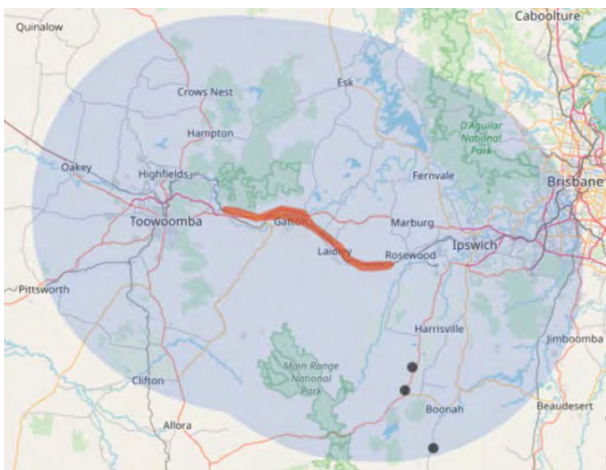 Quinalow
Caboolture
Crows Nest
Esk
Hampton
D'Aguilar
National
Park
Oakey
Highfields
Fernvale
Brisbane
Toowoomba
Gatton
Marburg
Ipswich
Laidley
Rosewood
Pittsworth
Harrisville
Jimboomba
Main Range
National
Park
Clifton
Boonah
Beaudesert
Allora